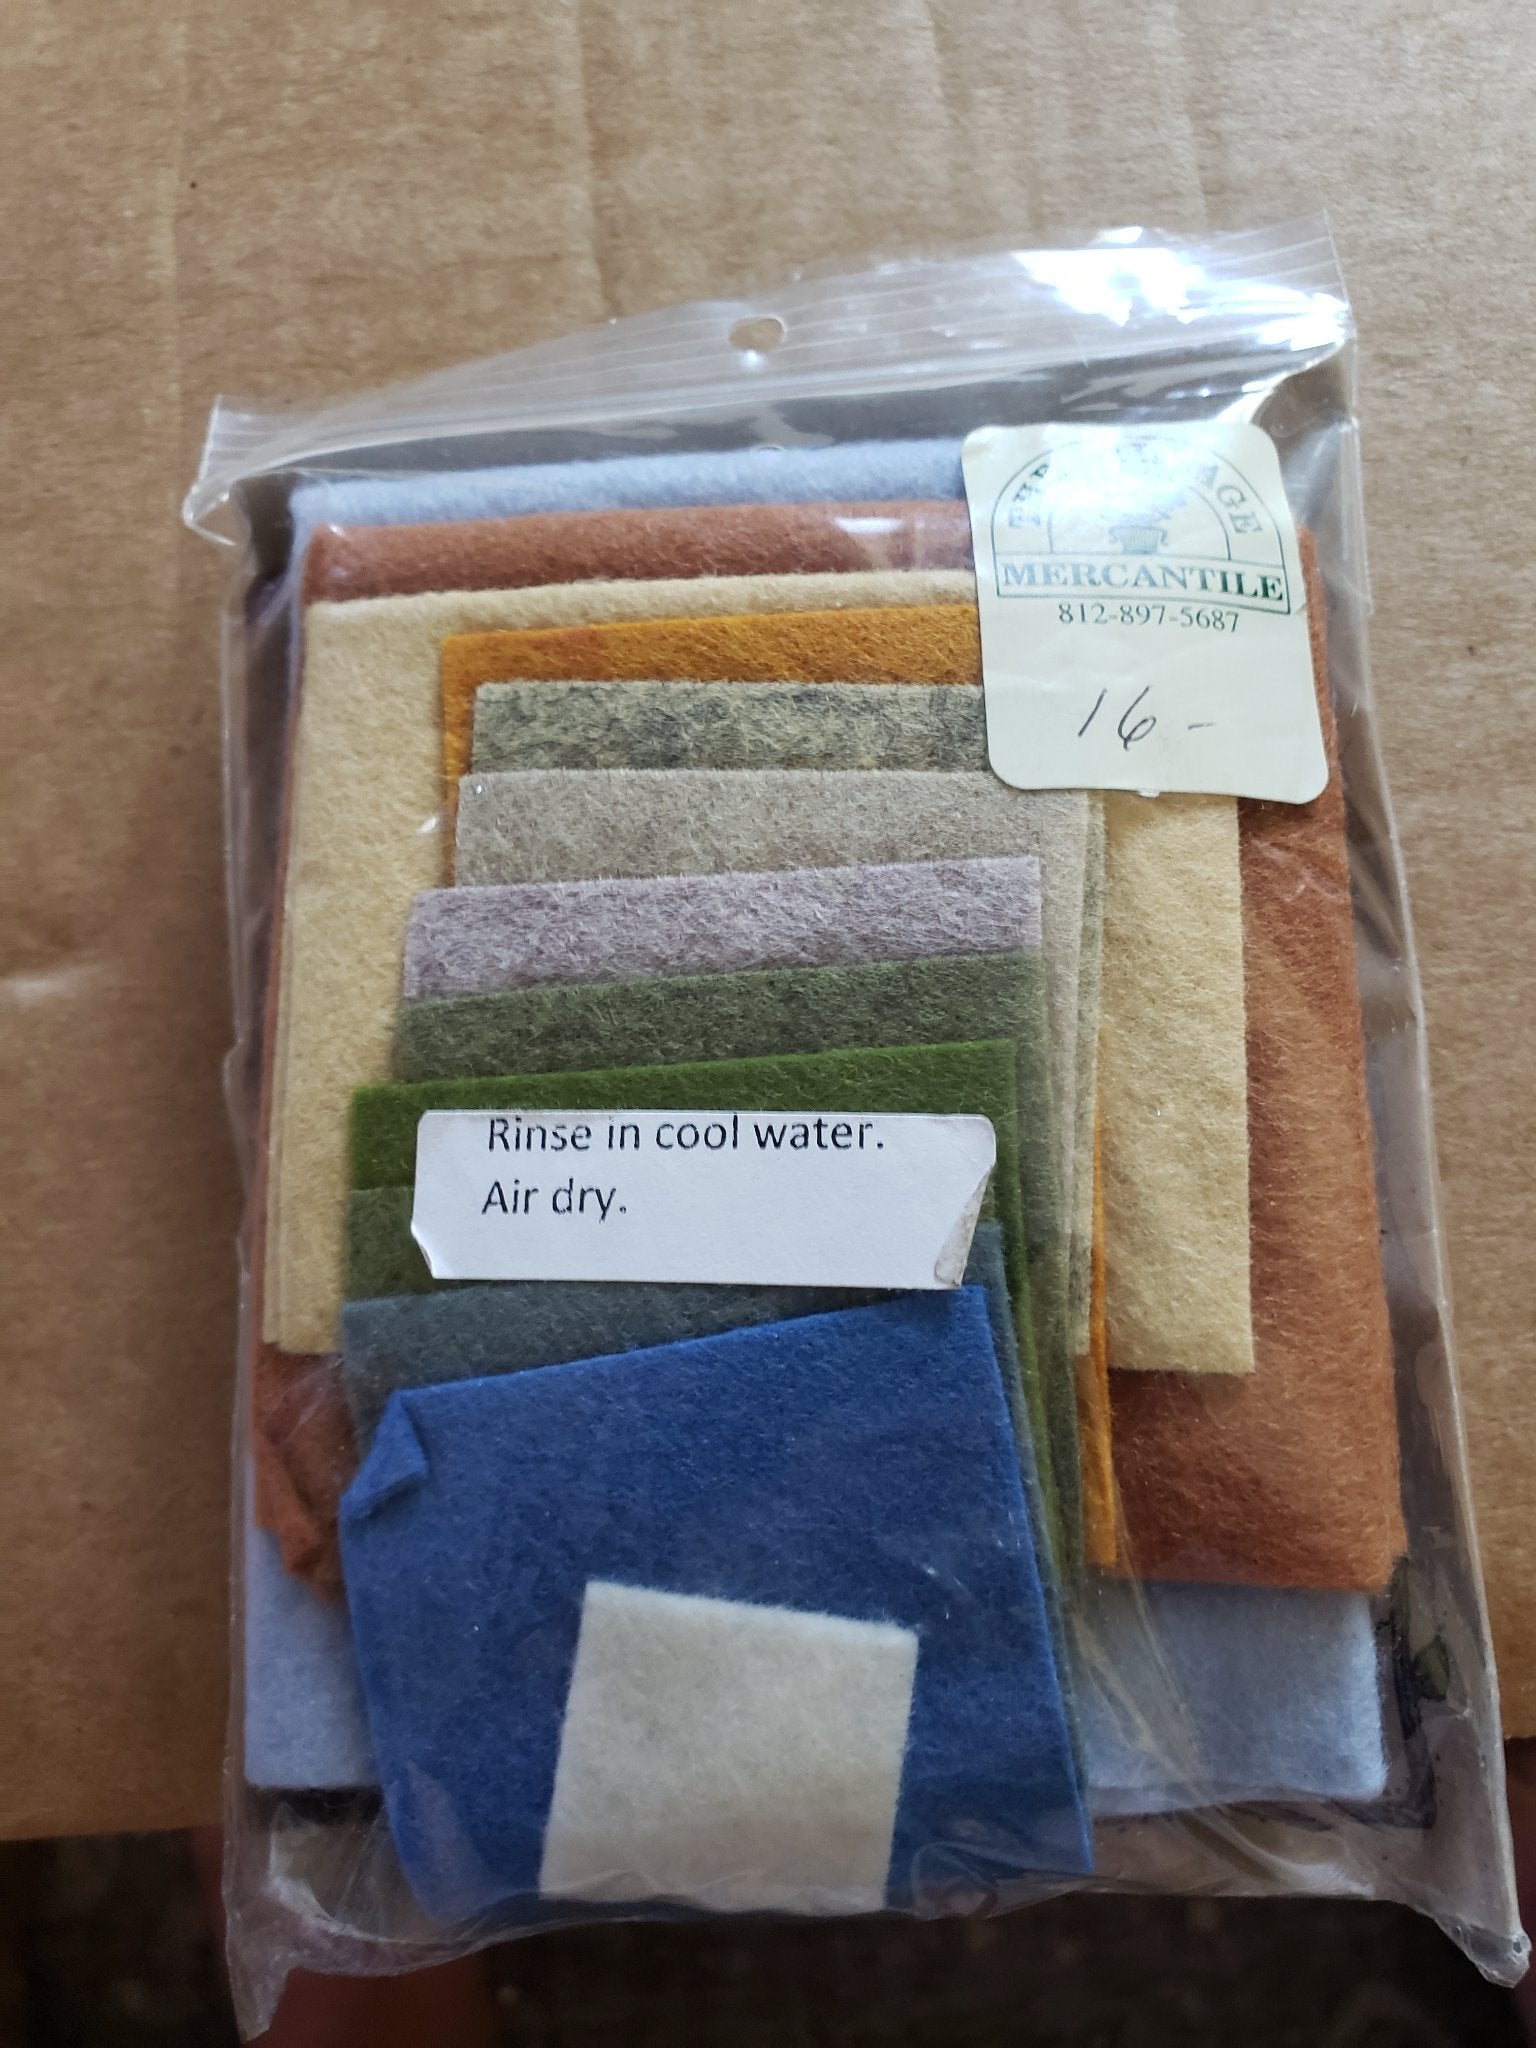 MERCANTILE
812-897-5687
16-
Rinse in cool water.
Air dry.